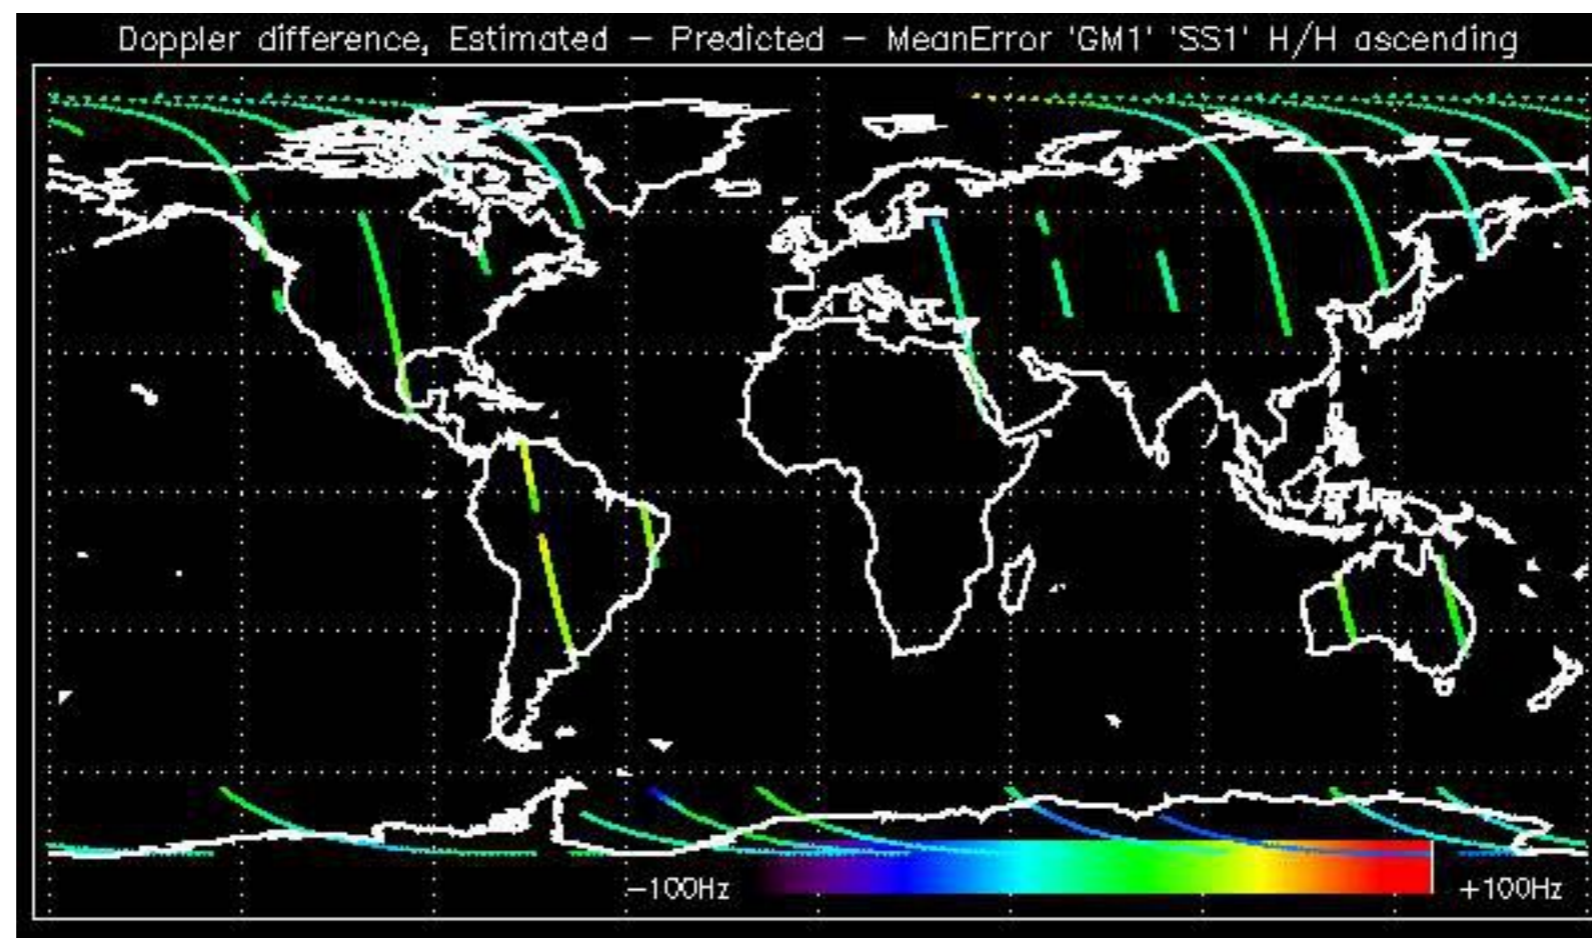 Doppler difference, Estimated – Predicted – MeanError 'GM1' 'SS1' H/H ascending
-100Hz
+100Hz